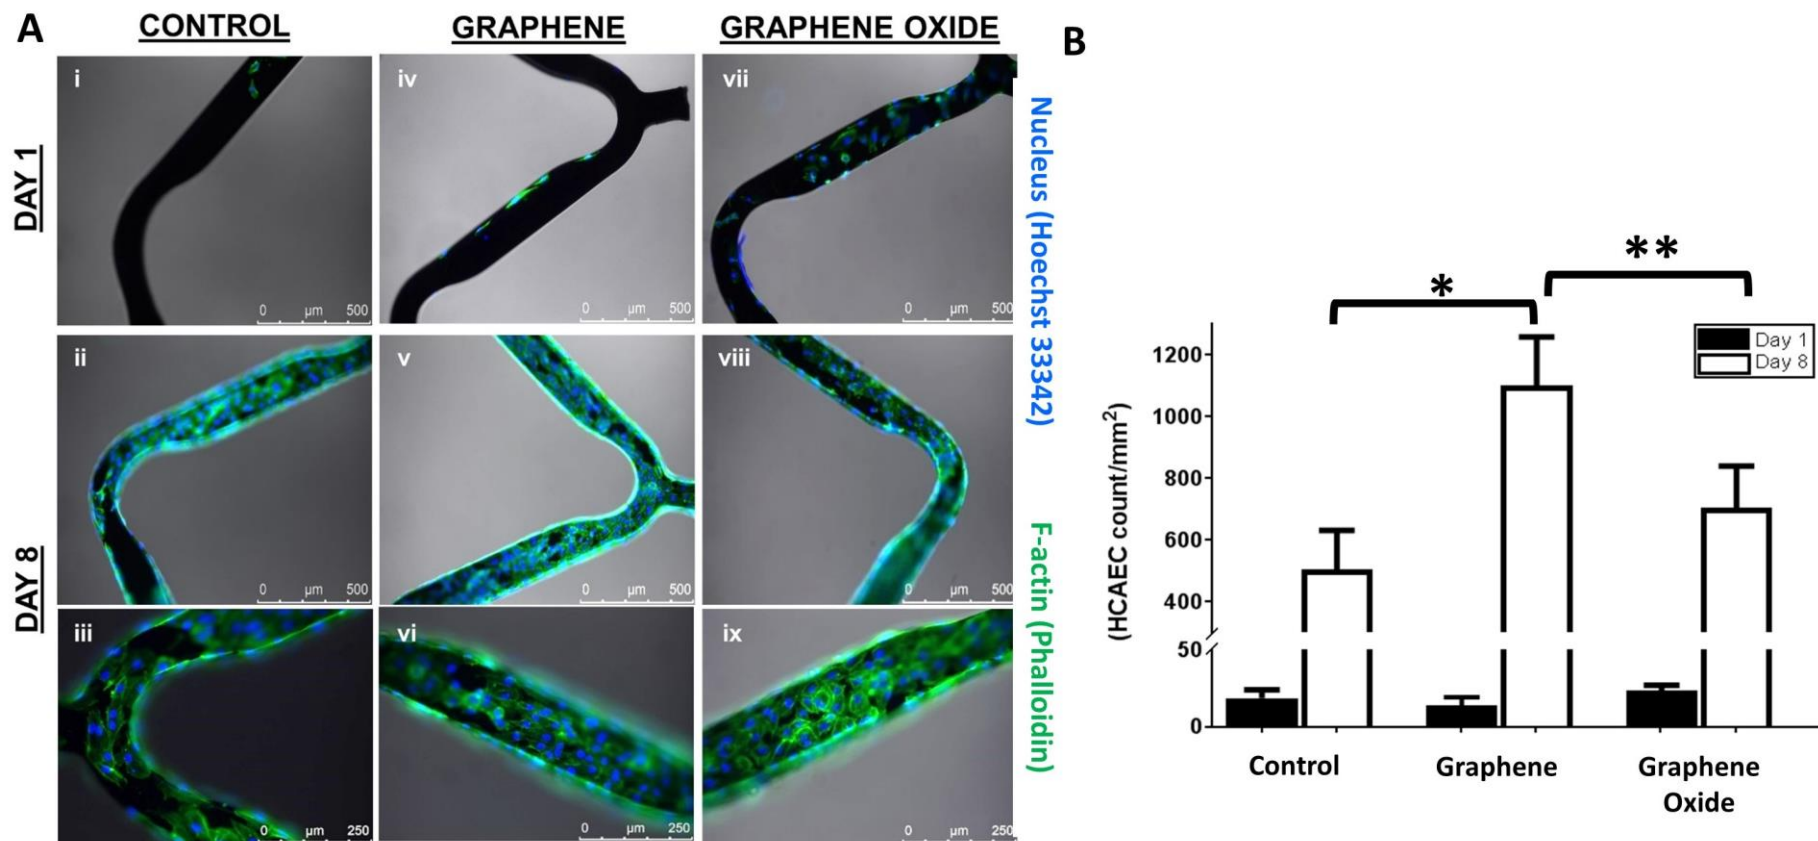 A
CONTROL
GRAPHENE
GRAPHENE OXIDE
DAY 1
i
0 µm 500
iv
0 µm 500
vii
0 µm 500
DAY 8
ii
0 µm 500
v
0 µm 500
viii
0 µm 500
iii
0 µm 250
vi
0 µm 250
ix
0 µm 250
Nucleus (Hoechst 33342)
F-actin (Phalloidin)
B
*
**
Day 1
Day 8
(HCAEC count/mm²)
1200
1000
800
600
400
50
0
Control
Graphene
Graphene
Oxide